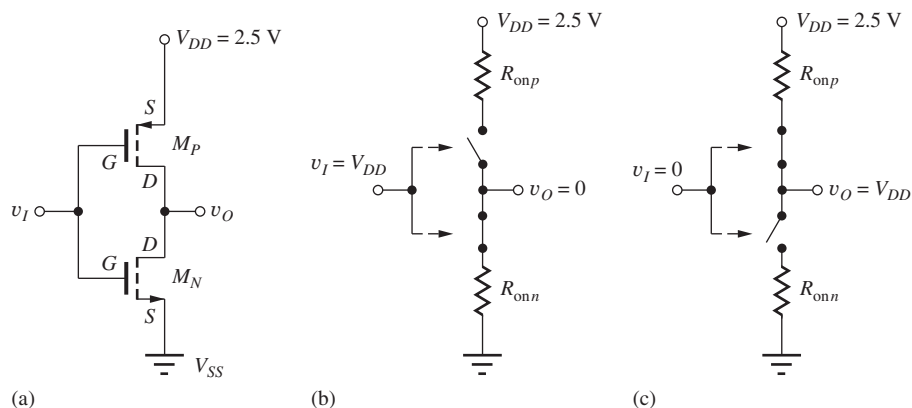 V_DD = 2.5 V
S
M_P
G
D
v_I
v_O
D
G
M_N
S
V_SS
(a)
V_DD = 2.5 V
R_onp
v_I = V_DD
v_O = 0
R_onn
(b)
V_DD = 2.5 V
R_onp
v_I = 0
v_O = V_DD
R_onn
(c)